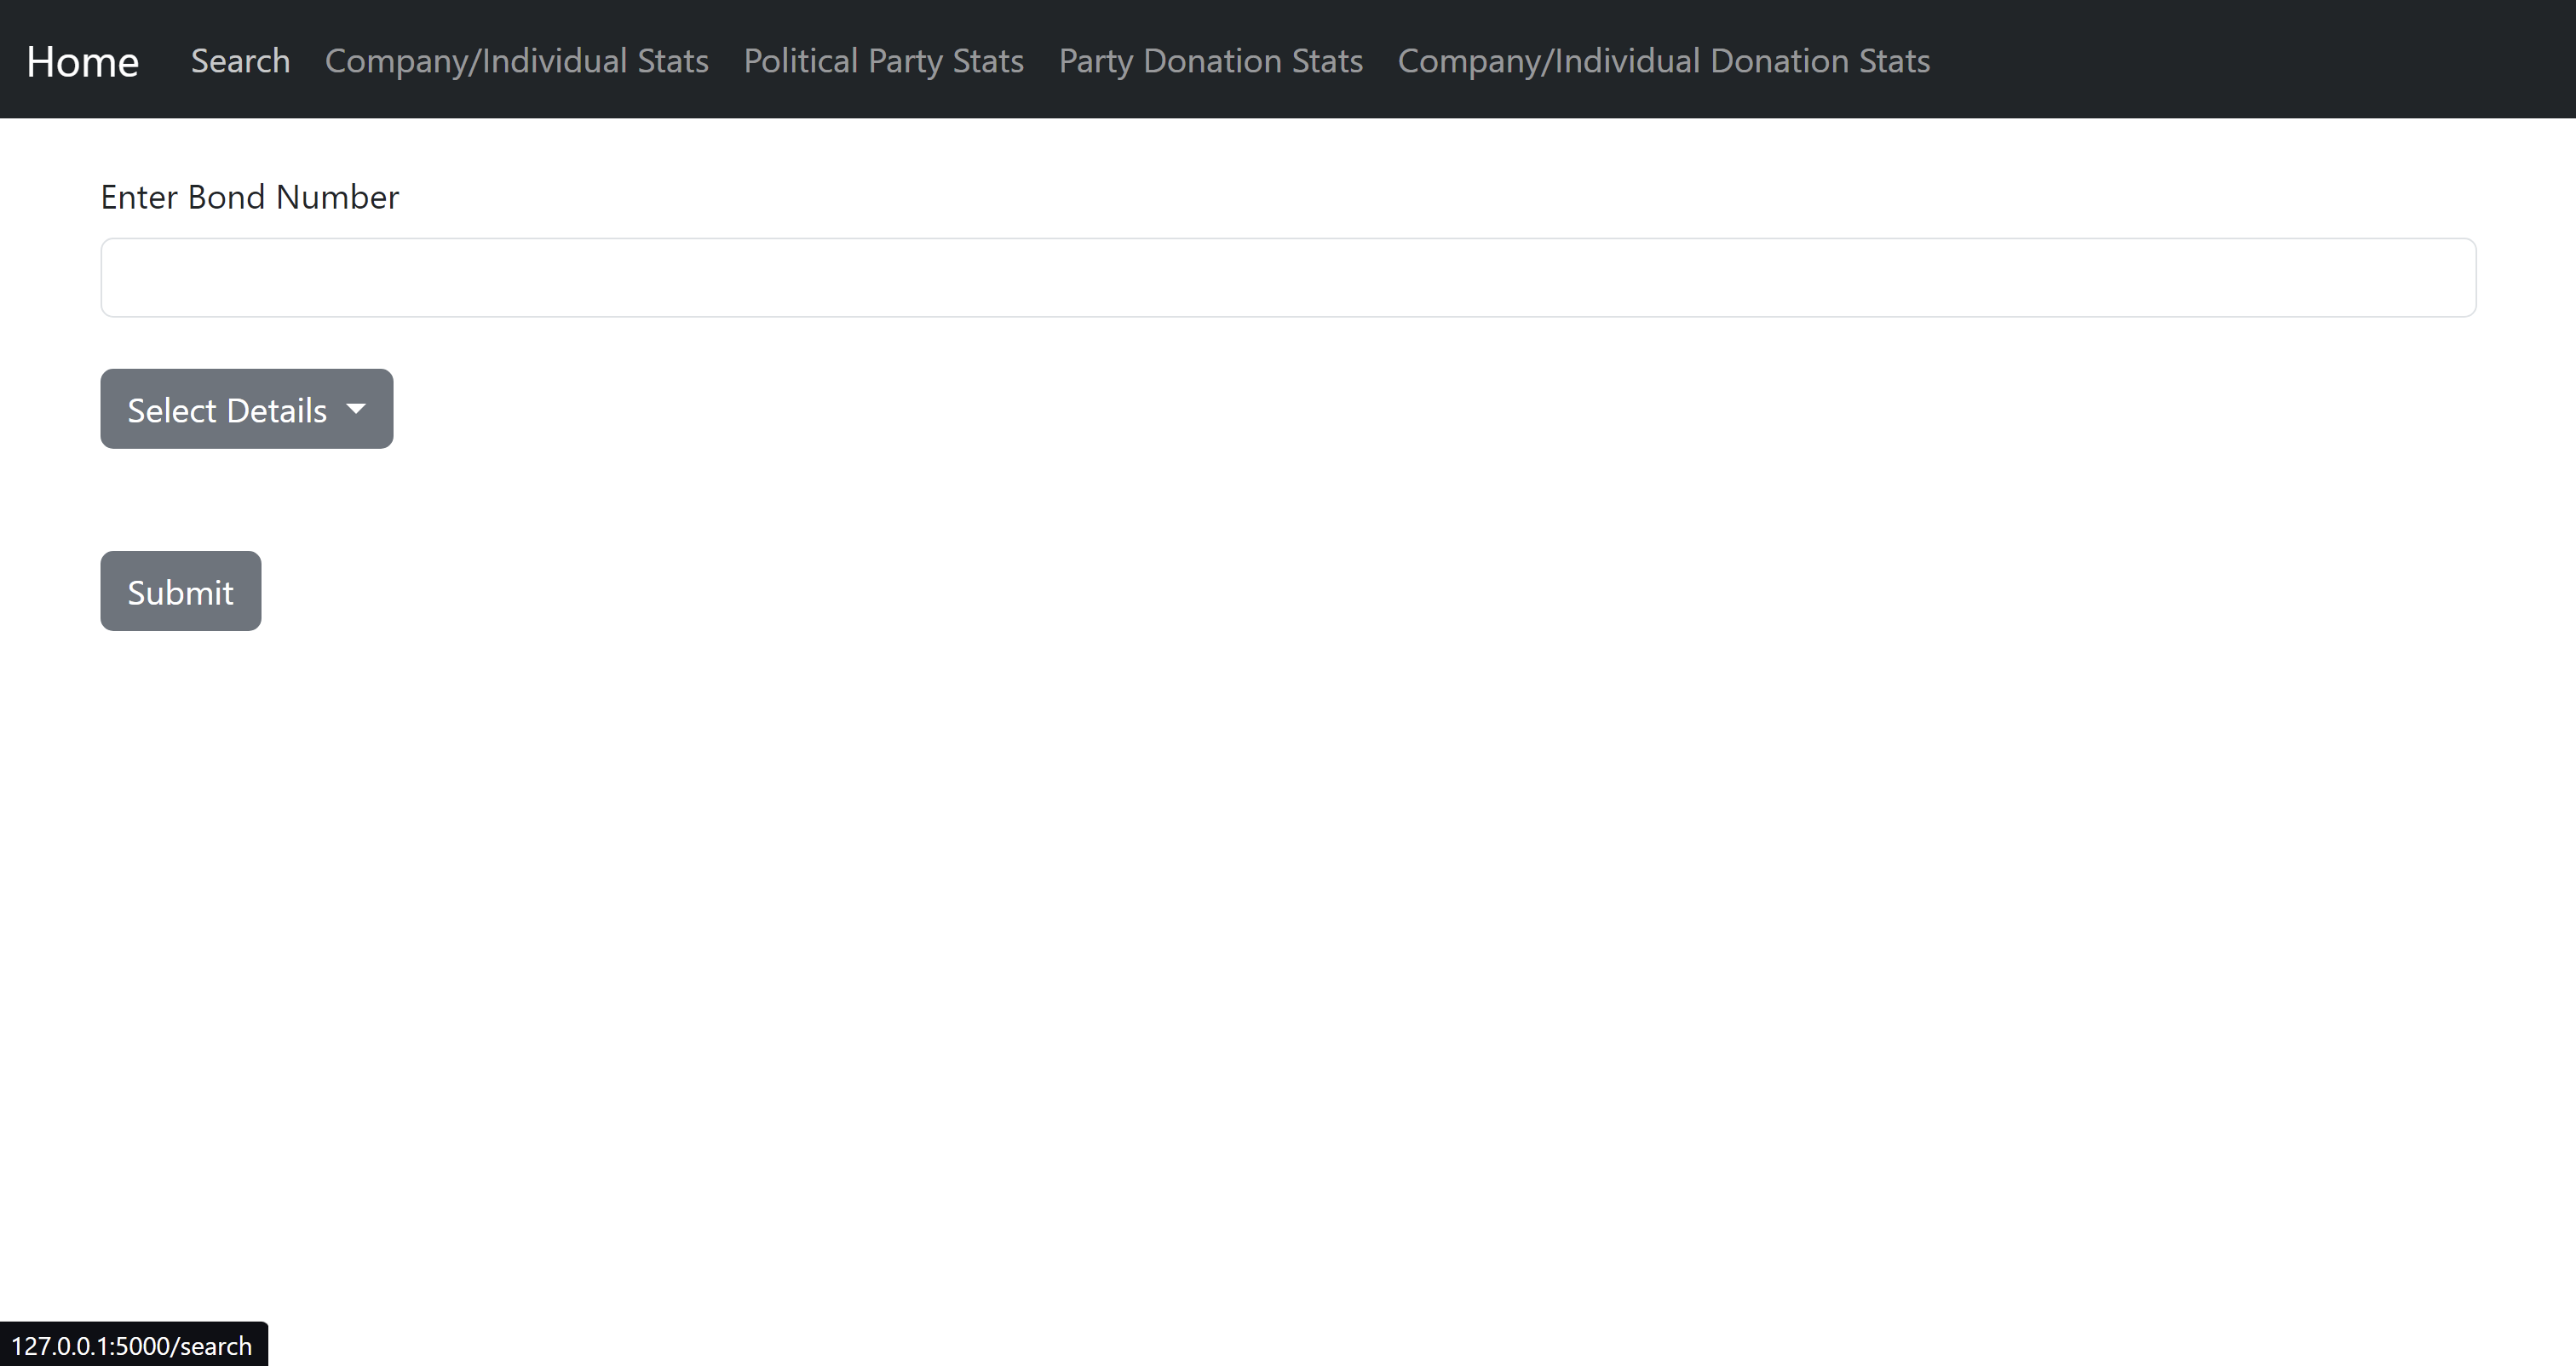 Home Search Company/Individual Stats Political Party Stats Party Donation Stats Company/Individual Donation Stats
Enter Bond Number
Select Details
Submit
127.0.0.1:5000/search